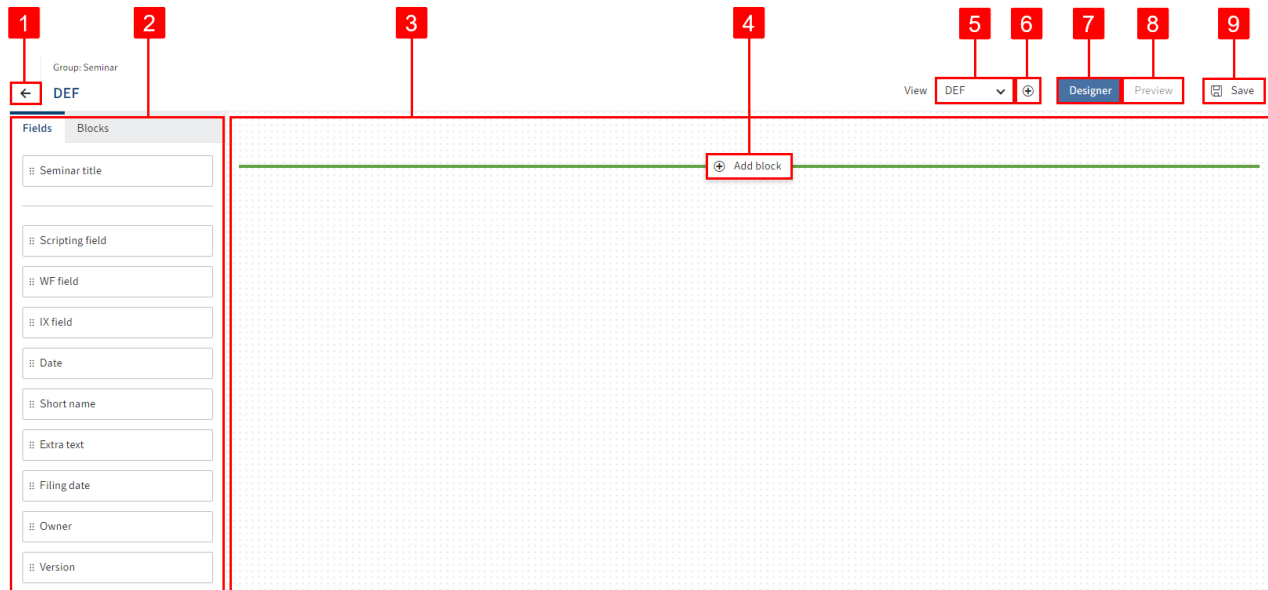 1 2 3 4 5 6 7 8 9
Group: Seminar
DEF
View DEF Designer Preview Save
Fields Blocks
Add block
Seminar title
Scripting field
WF field
IX field
Date
Short name
Extra text
Filing date
Owner
Version